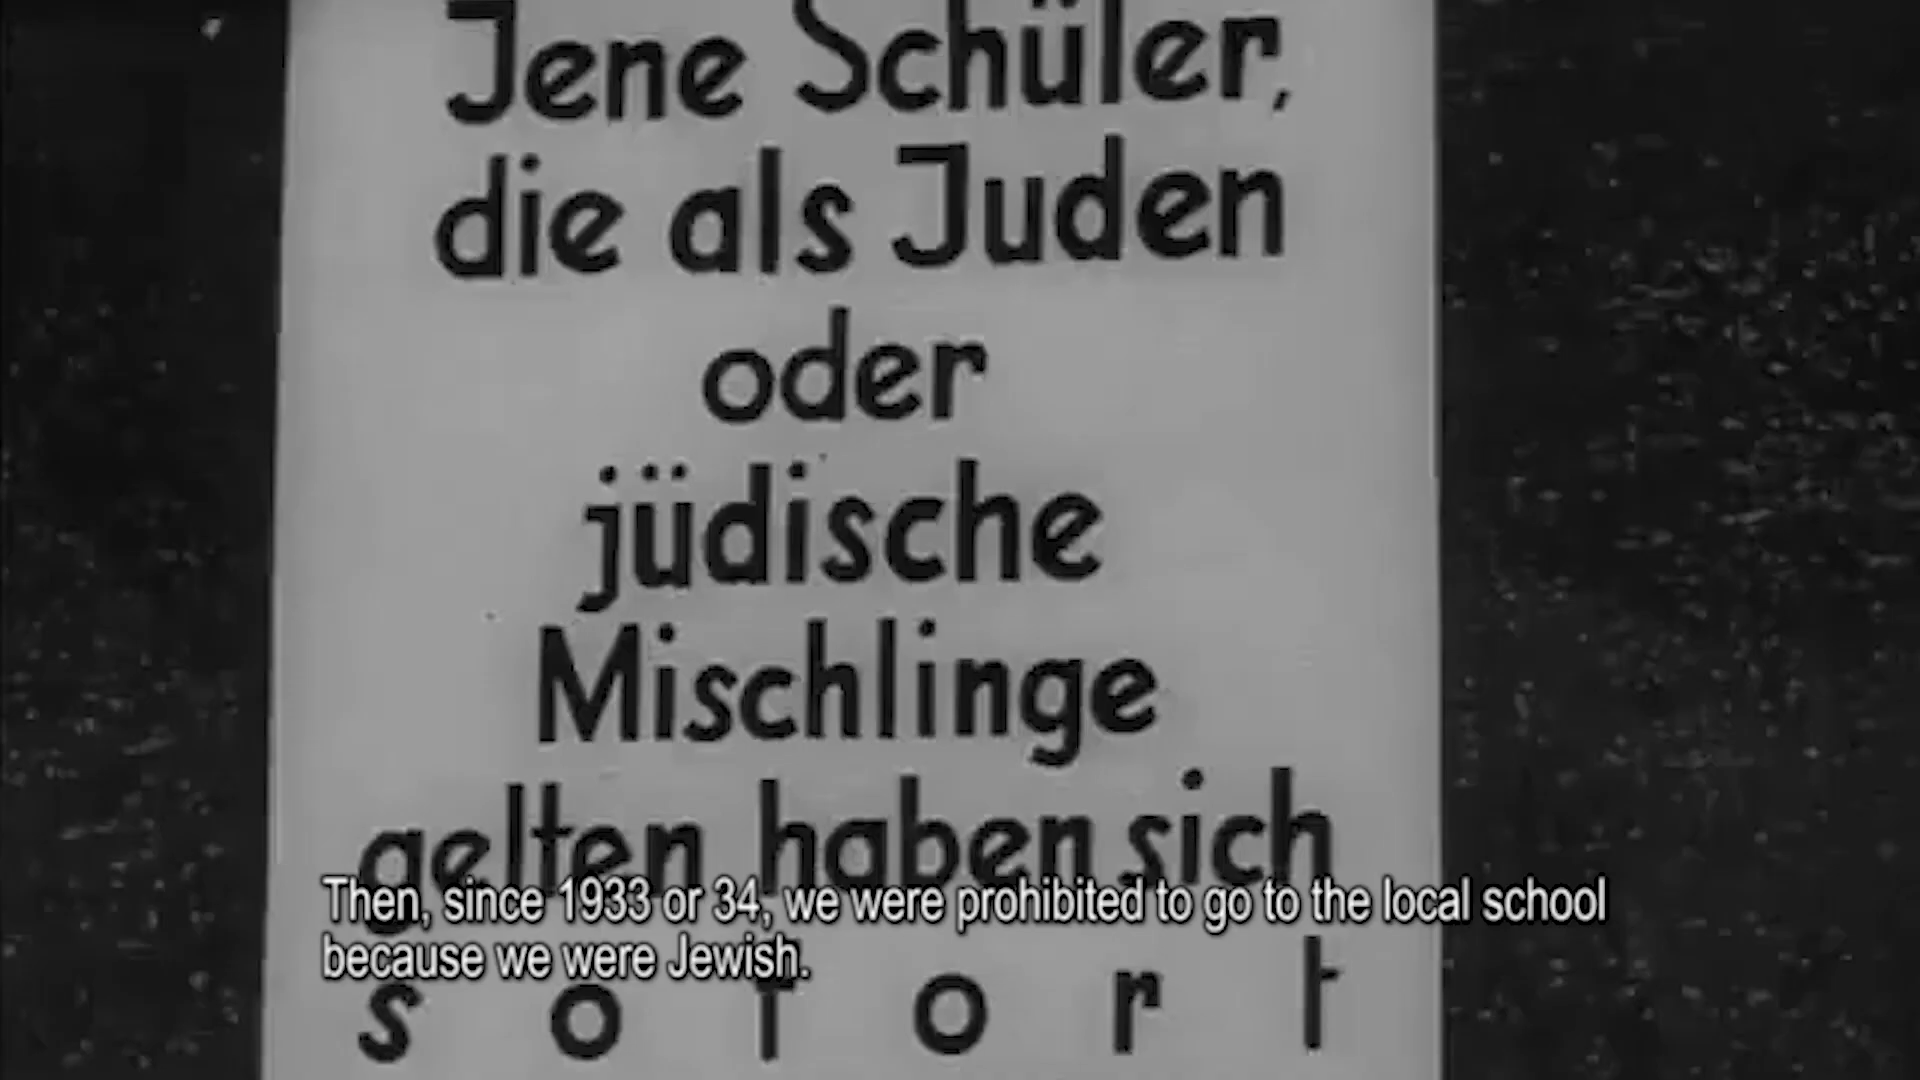 Jene Schüler,
die als Juden
oder
jüdische
Mischlinge
gelten haben sich
Then, since 1933 or 34, we were prohibited to go to the local school
because we were Jewish.
sofort